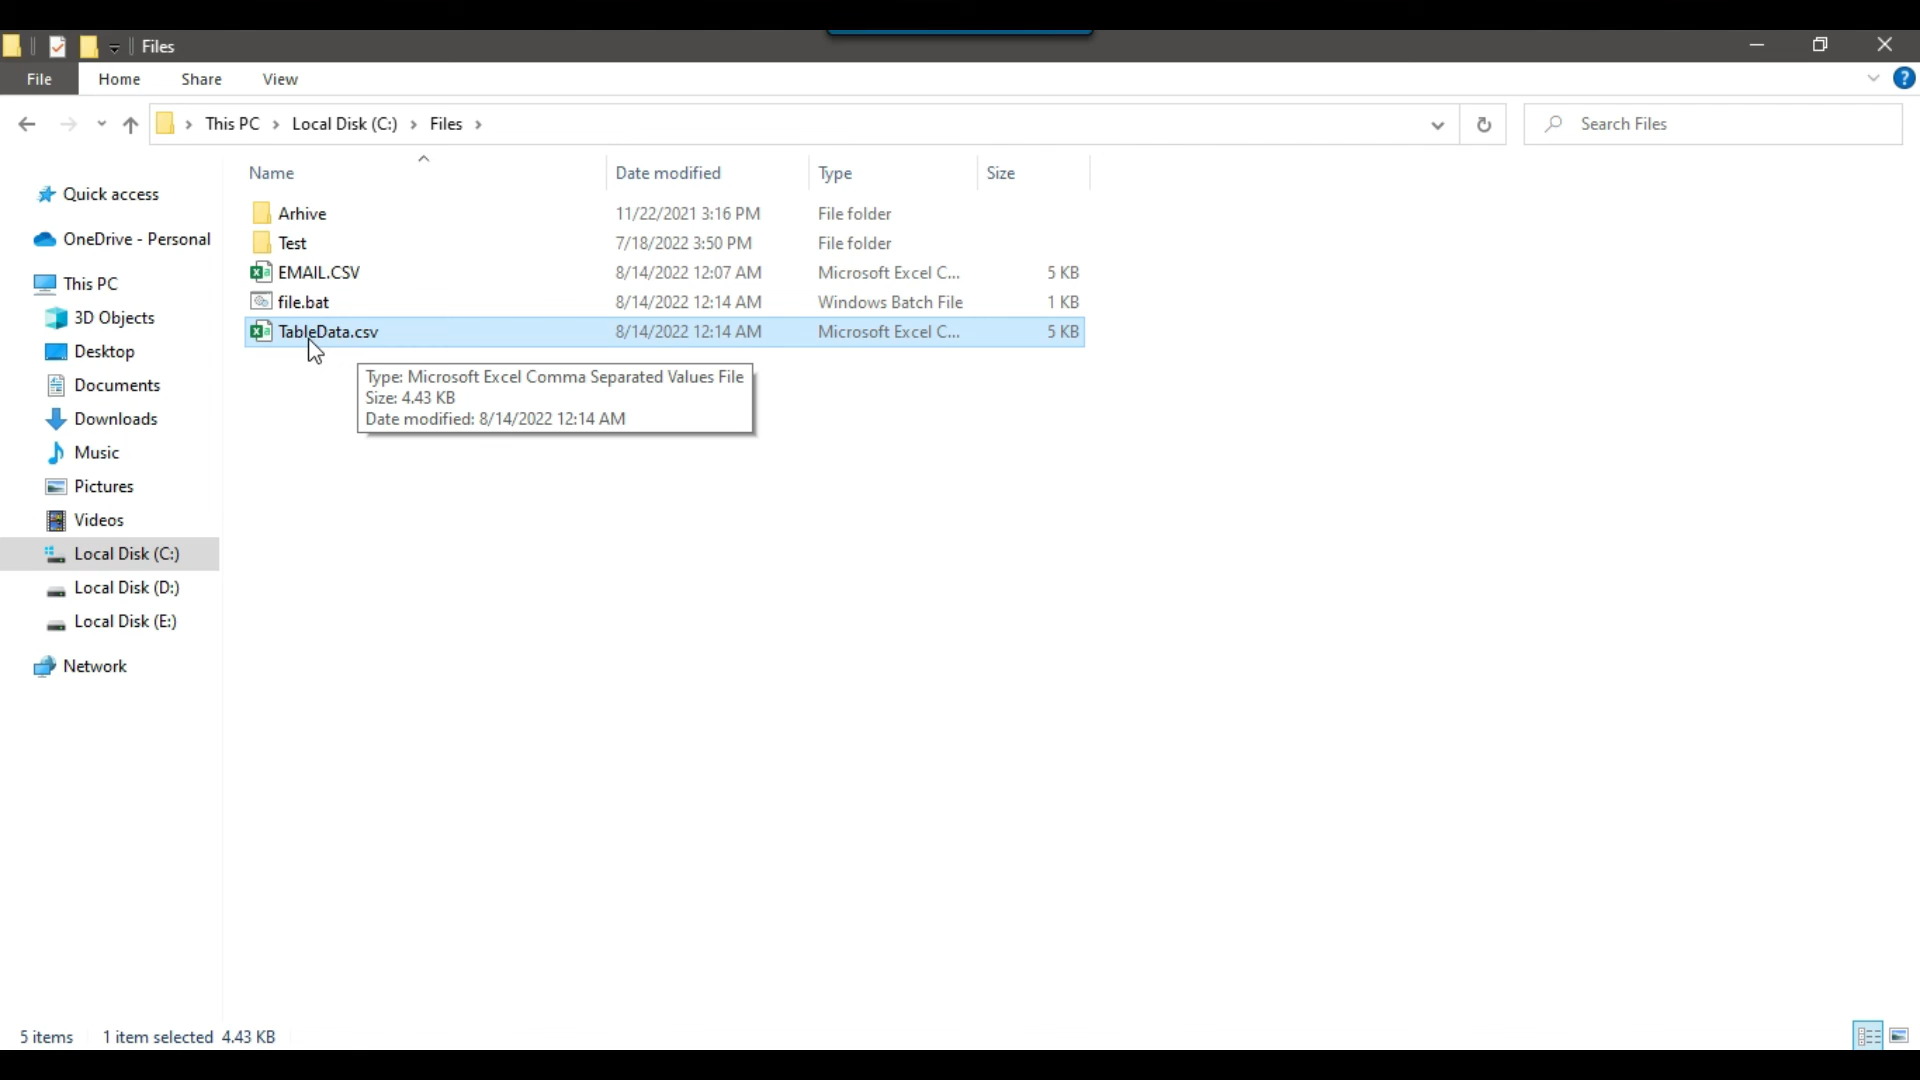 Files
File Home Share View
This PC Local Disk (C:) Files
Search Files
Name Date modified Type Size
Arhive 11/22/2021 3:16 PM File folder
Test 7/18/2022 3:50 PM File folder
EMAIL.CSV 8/14/2022 12:07 AM Microsoft Excel C... 5 KB
file.bat 8/14/2022 12:14 AM Windows Batch File 1 KB
TableData.csv 8/14/2022 12:14 AM Microsoft Excel C... 5 KB
Type: Microsoft Excel Comma Separated Values File
Size: 4.43 KB
Date modified: 8/14/2022 12:14 AM
Quick access
OneDrive - Personal
This PC
3D Objects
Desktop
Documents
Downloads
Music
Pictures
Videos
Local Disk (C:)
Local Disk (D:)
Local Disk (E:)
Network
5 items 1 item selected 4.43 KB